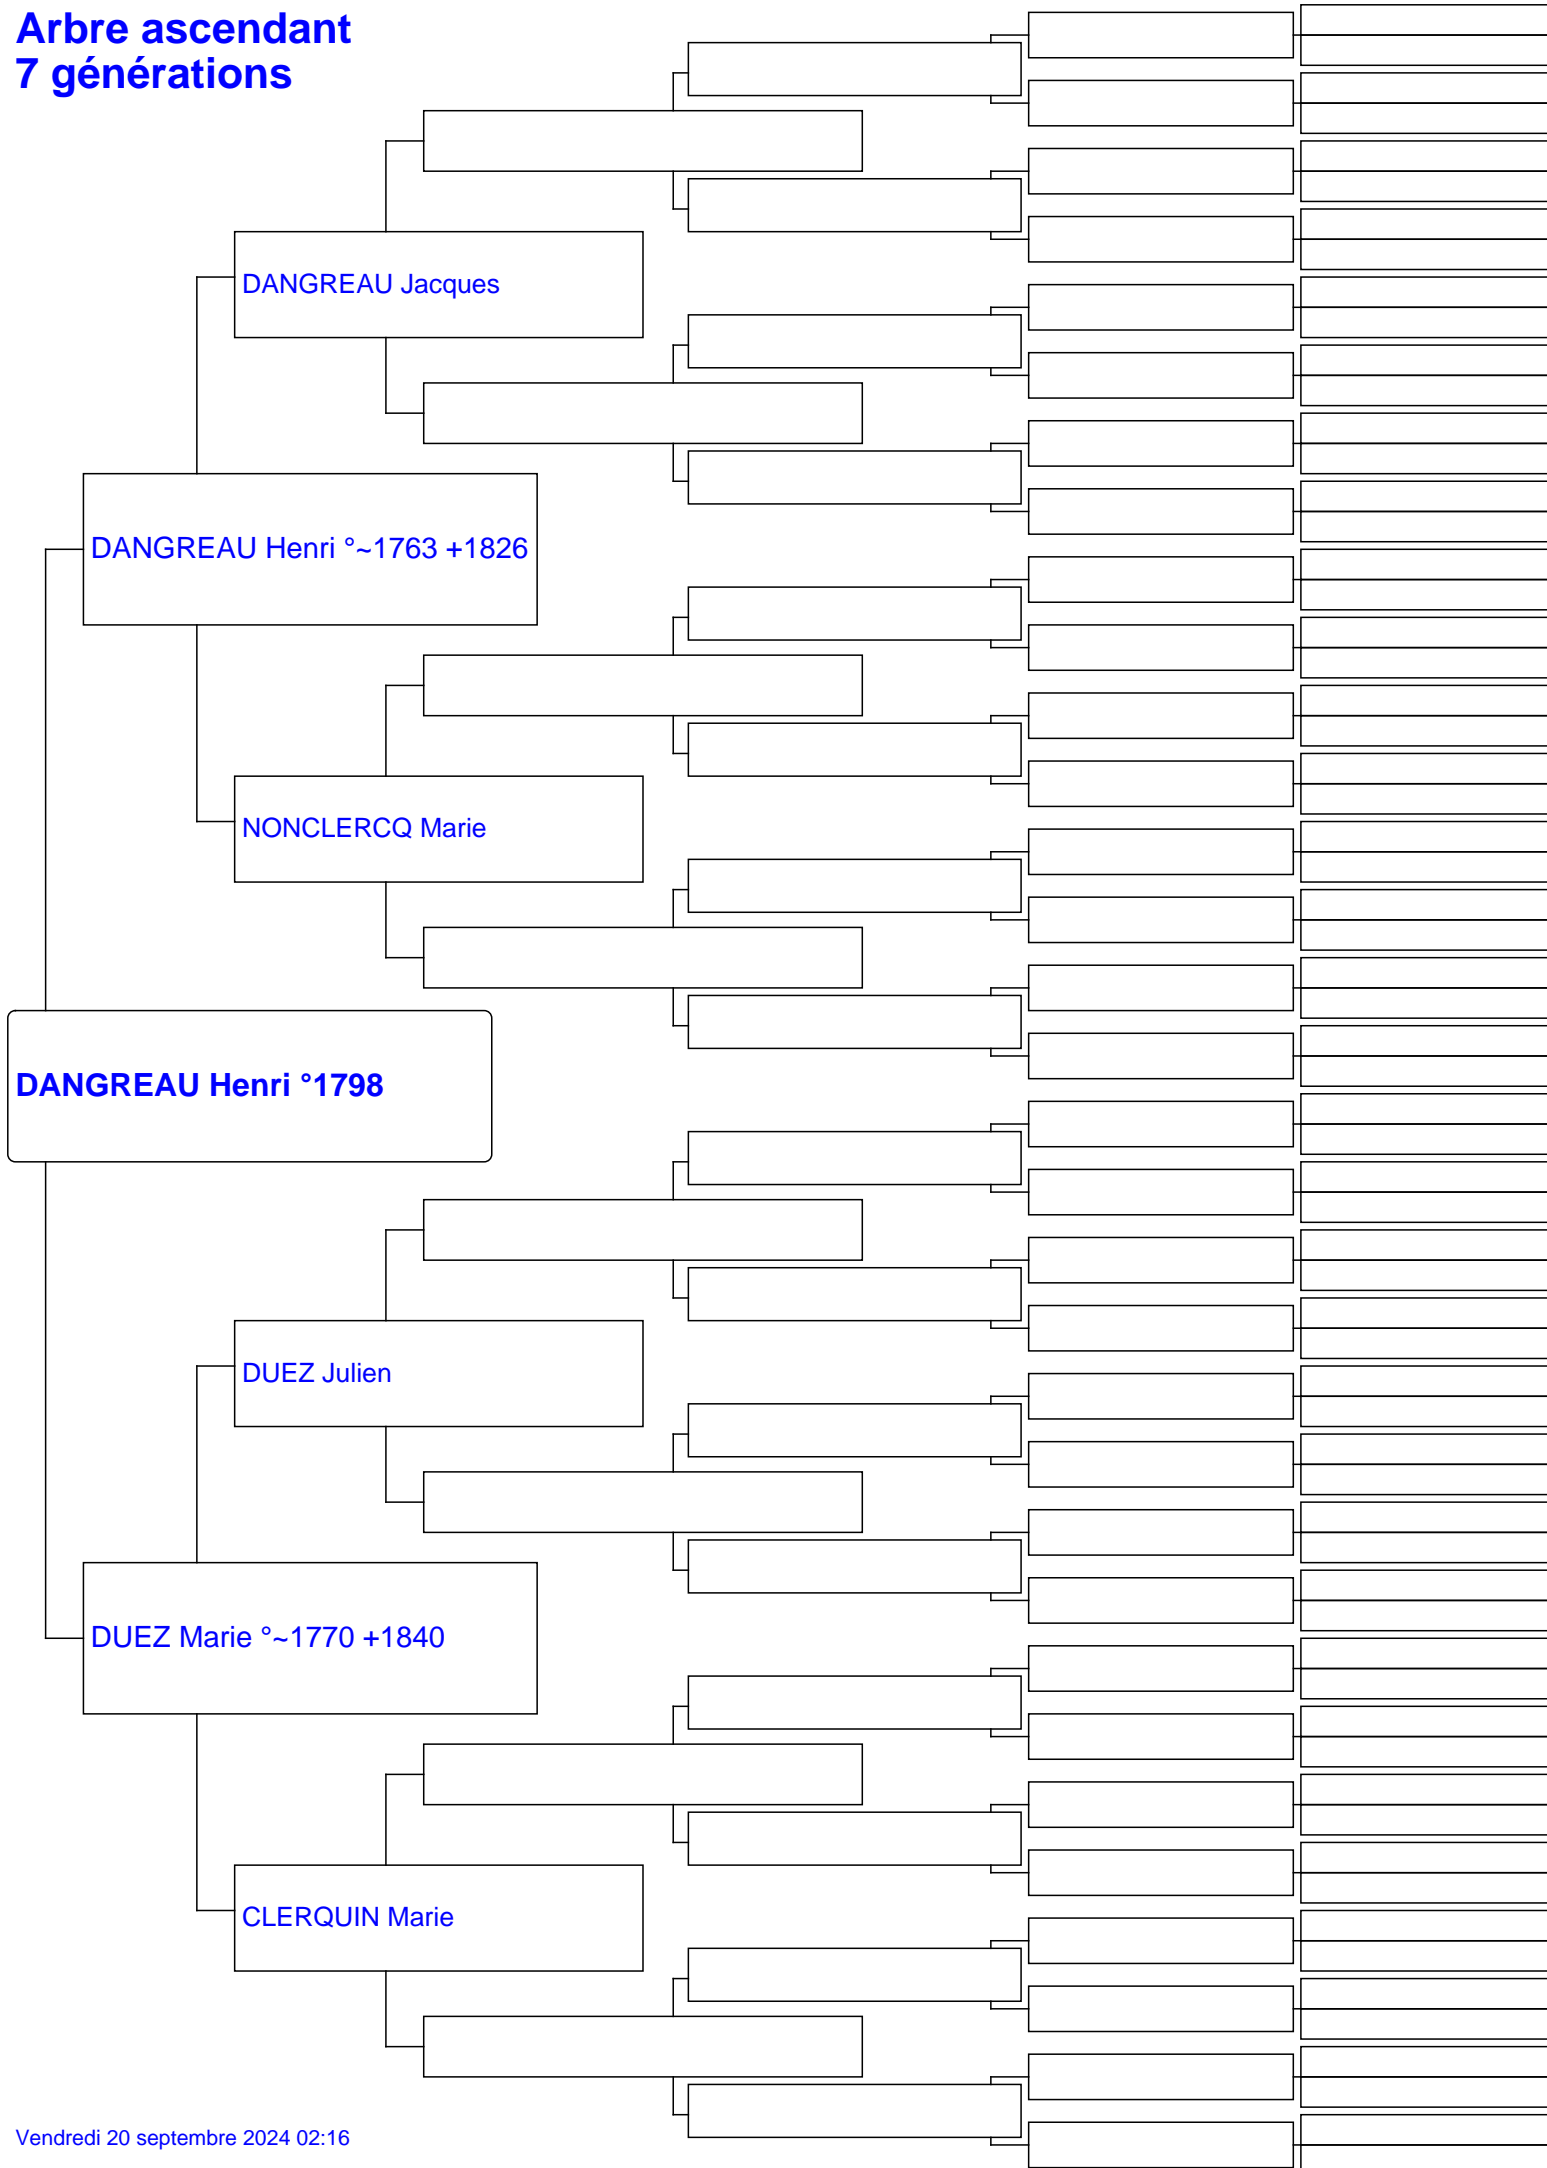 Arbre ascendant
7 générations
DANGREAU Jacques
DANGREAU Henri °~1763 +1826
NONCLERCQ Marie
DANGREAU Henri °1798
DUEZ Julien
DUEZ Marie °~1770 +1840
CLERQUIN Marie
Vendredi 20 septembre 2024 02:16